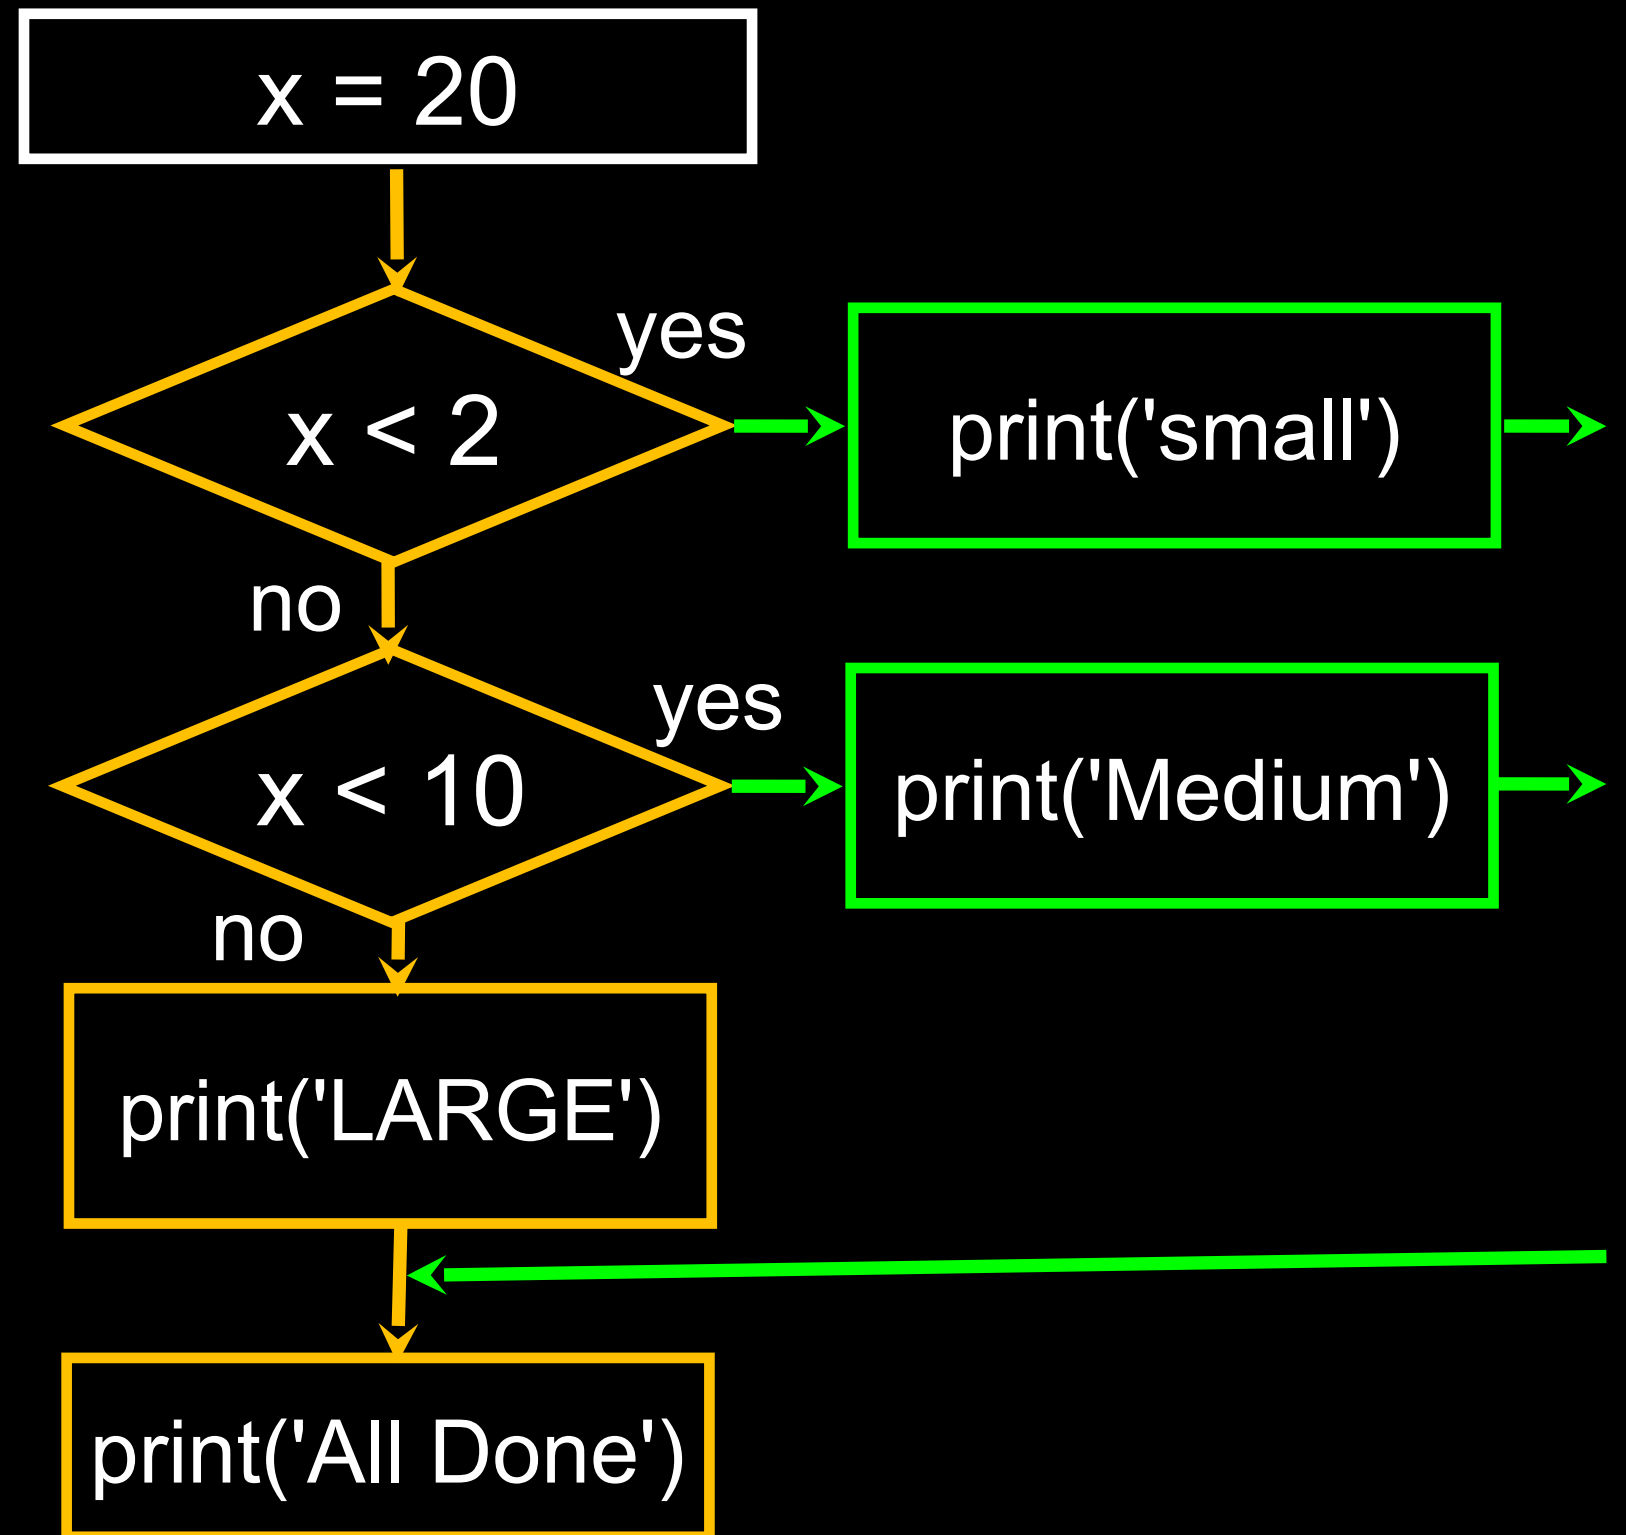 x = 20
yes
x < 2
print('small')
no
yes
x < 10
print('Medium')
no
print('LARGE')
print('All Done')